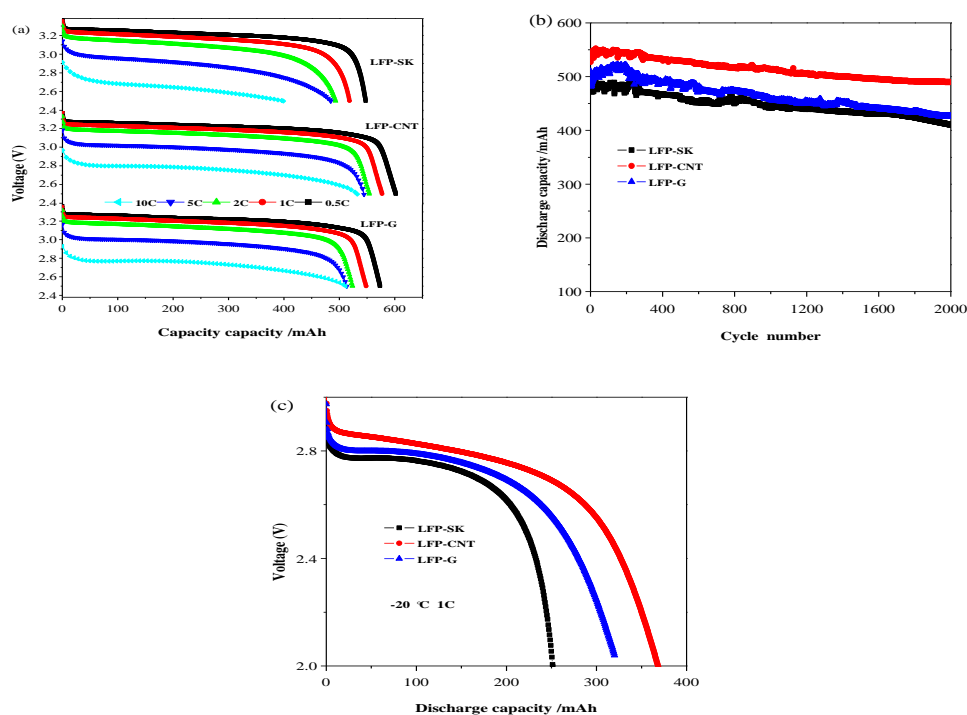 (a)
3.2
3.0
2.8
2.6
2.4
3.2
3.0
2.8
2.6
2.4
3.2
3.0
2.8
2.6
2.4
LFP-SK
LFP-CNT
10C 5C 2C 1C 0.5C
LFP-G
0 100 200 300 400 500 600
Voltage (V)
Capacity capacity /mAh
(b)
600
500
400
300
200
100
LFP-SK
LFP-CNT
LFP-G
0 400 800 1200 1600 2000
Discharge capacity /mAh
Cycle number
(c)
2.8
2.4
2.0
LFP-SK
LFP-CNT
LFP-G
-20 °C 1C
0 100 200 300 400
Voltage (V)
Discharge capacity /mAh